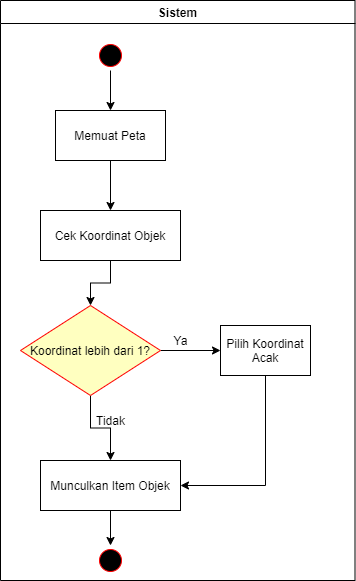 Sistem
Memuat Peta
Cek Koordinat Objek
Koordinat lebih dari 1?
Ya
Pilih Koordinat
Acak
Tidak
Munculkan Item Objek